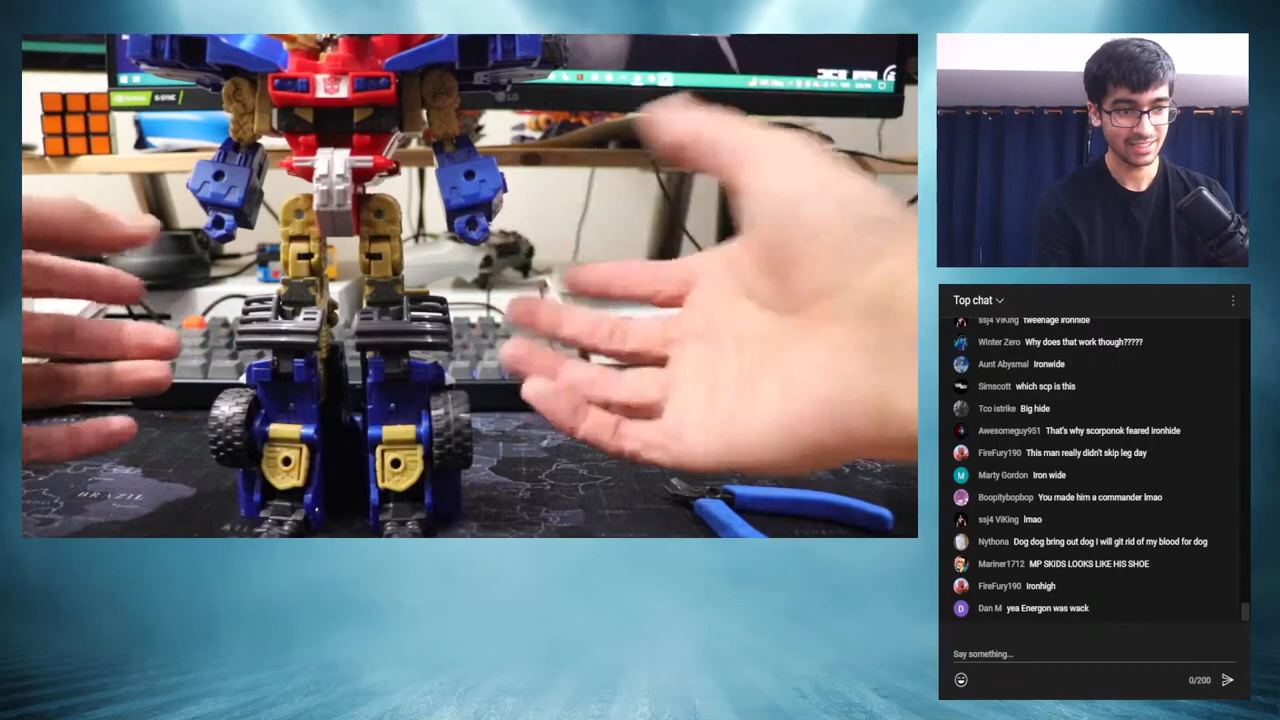 G-SYNC
LG
BRAZIL
Top chat
ssj4 ViKing tweenage ironhide
Winter Zero Why does that work though?????
Aunt Abysmal Ironwide
Simscott which scp is this
Tco istrike Big hide
Awesomeguy951 That's why scorponok feared ironhide
FireFury190 This man really didn't skip leg day
M Marty Gordon Iron wide
Boopitybopbop You made him a commander lmao
ssj4 ViKing lmao
Nythona Dog dog bring out dog I will git rid of my blood for dog
Mariner1712 MP SKIDS LOOKS LIKE HIS SHOE
FireFury190 Ironhigh
D Dan M yea Energon was wack
Say something...
0/200